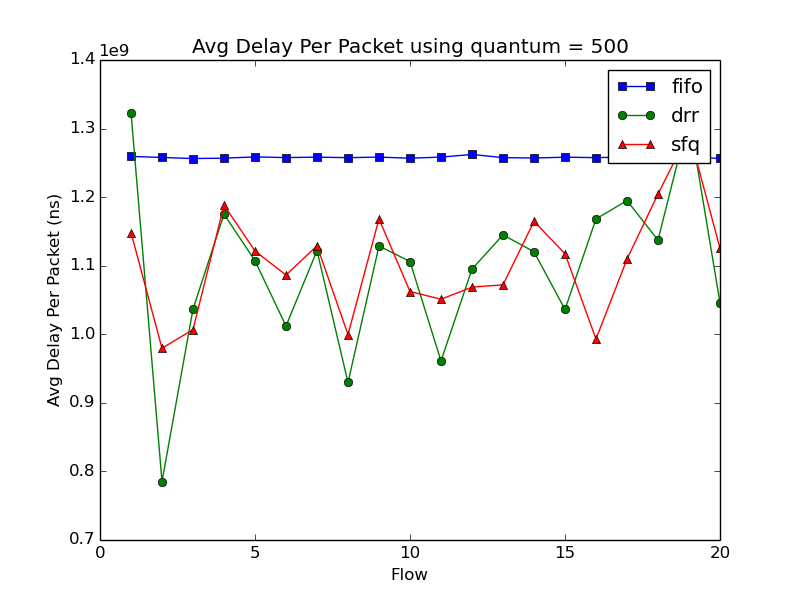 Avg Delay Per Packet using quantum = 500
1e9
1.4
1.3
1.2
1.1
1.0
0.9
0.8
0.7
Avg Delay Per Packet (ns)
fifo
drr
sfq
0 5 10 15 20
Flow